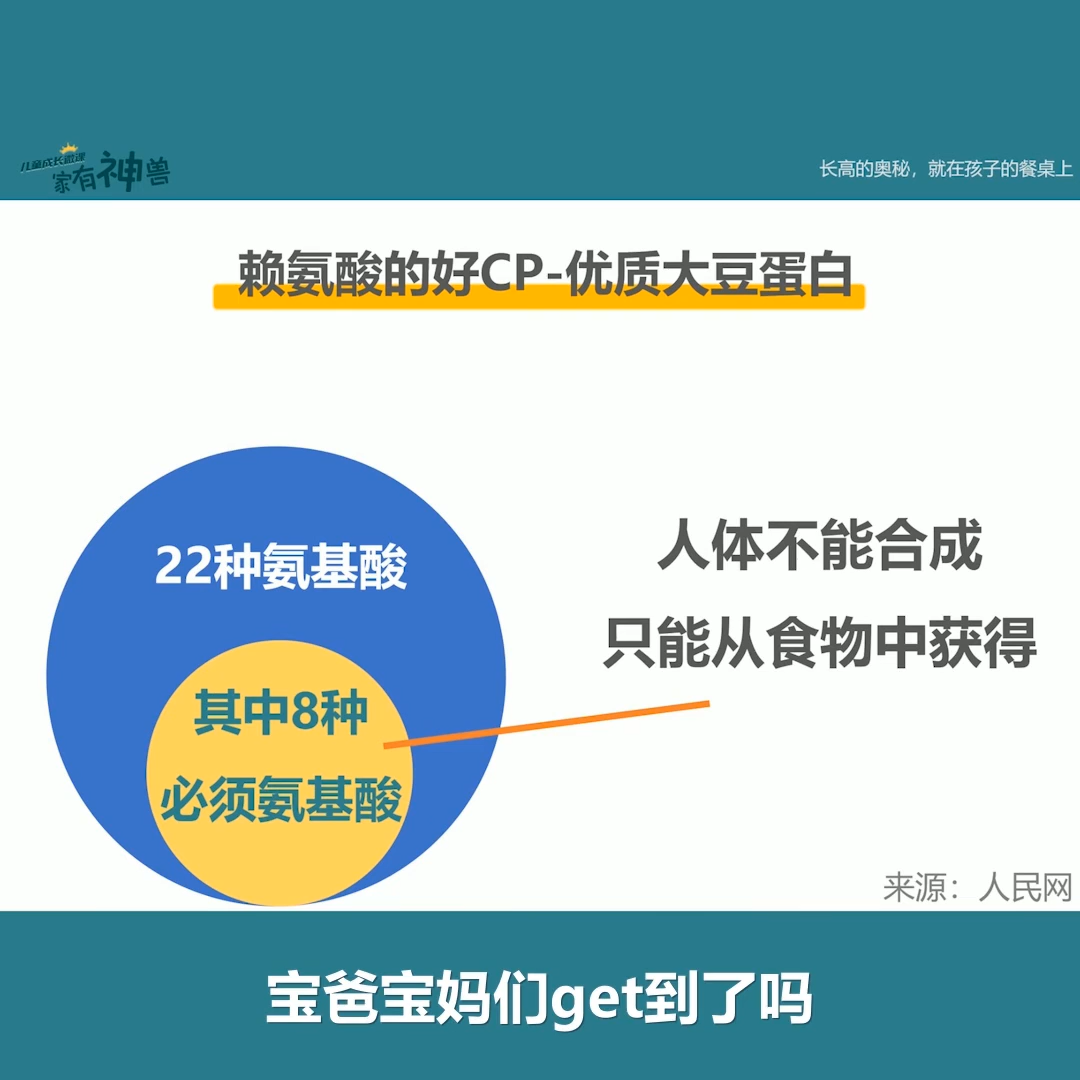 儿童成长微课
家有神兽
长高的奥秘，就在孩子的餐桌上
赖氨酸的好CP-优质大豆蛋白
22种氨基酸
其中8种
必须氨基酸
人体不能合成
只能从食物中获得
来源：人民网
宝爸宝妈们get到了吗